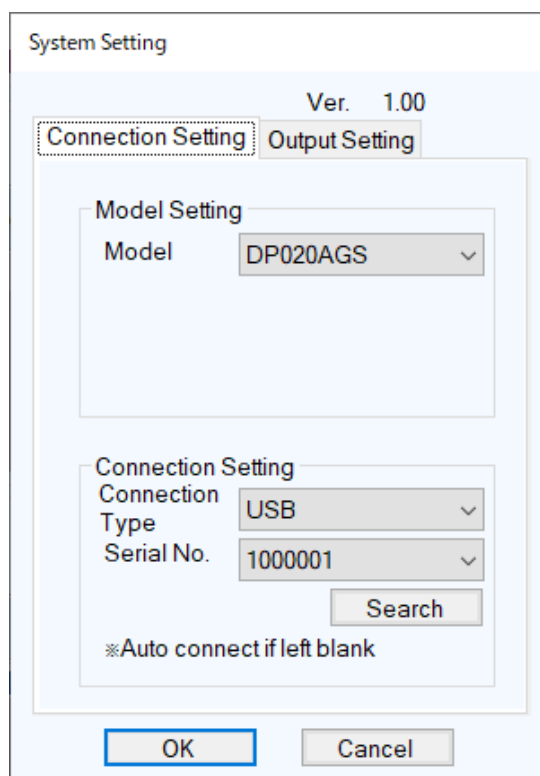 System Setting
Ver. 1.00
Connection Setting
Output Setting
Model Setting
Model
DP020AGS
Connection Setting
Connection
Type
USB
Serial No.
1000001
Search
※Auto connect if left blank
OK
Cancel